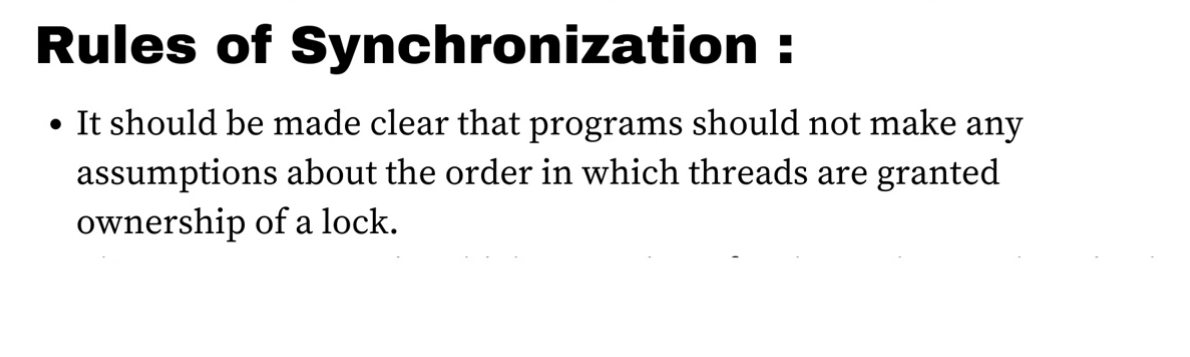 Rules of Synchronization :
• It should be made clear that programs should not make any
assumptions about the order in which threads are granted
ownership of a lock.